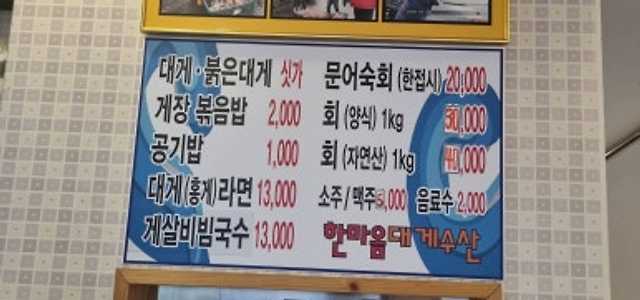 대게·붉은대게 싯가
게장 볶음밥 2,000
공기밥 1,000
대게(홍게)라면 13,000
게살비빔국수 13,000
문어숙회 (한접시) 20,000
회 (양식) 1kg
회 (자연산) 1kg
소주/맥주 5,000 음료수 2,000
한마음대게수산